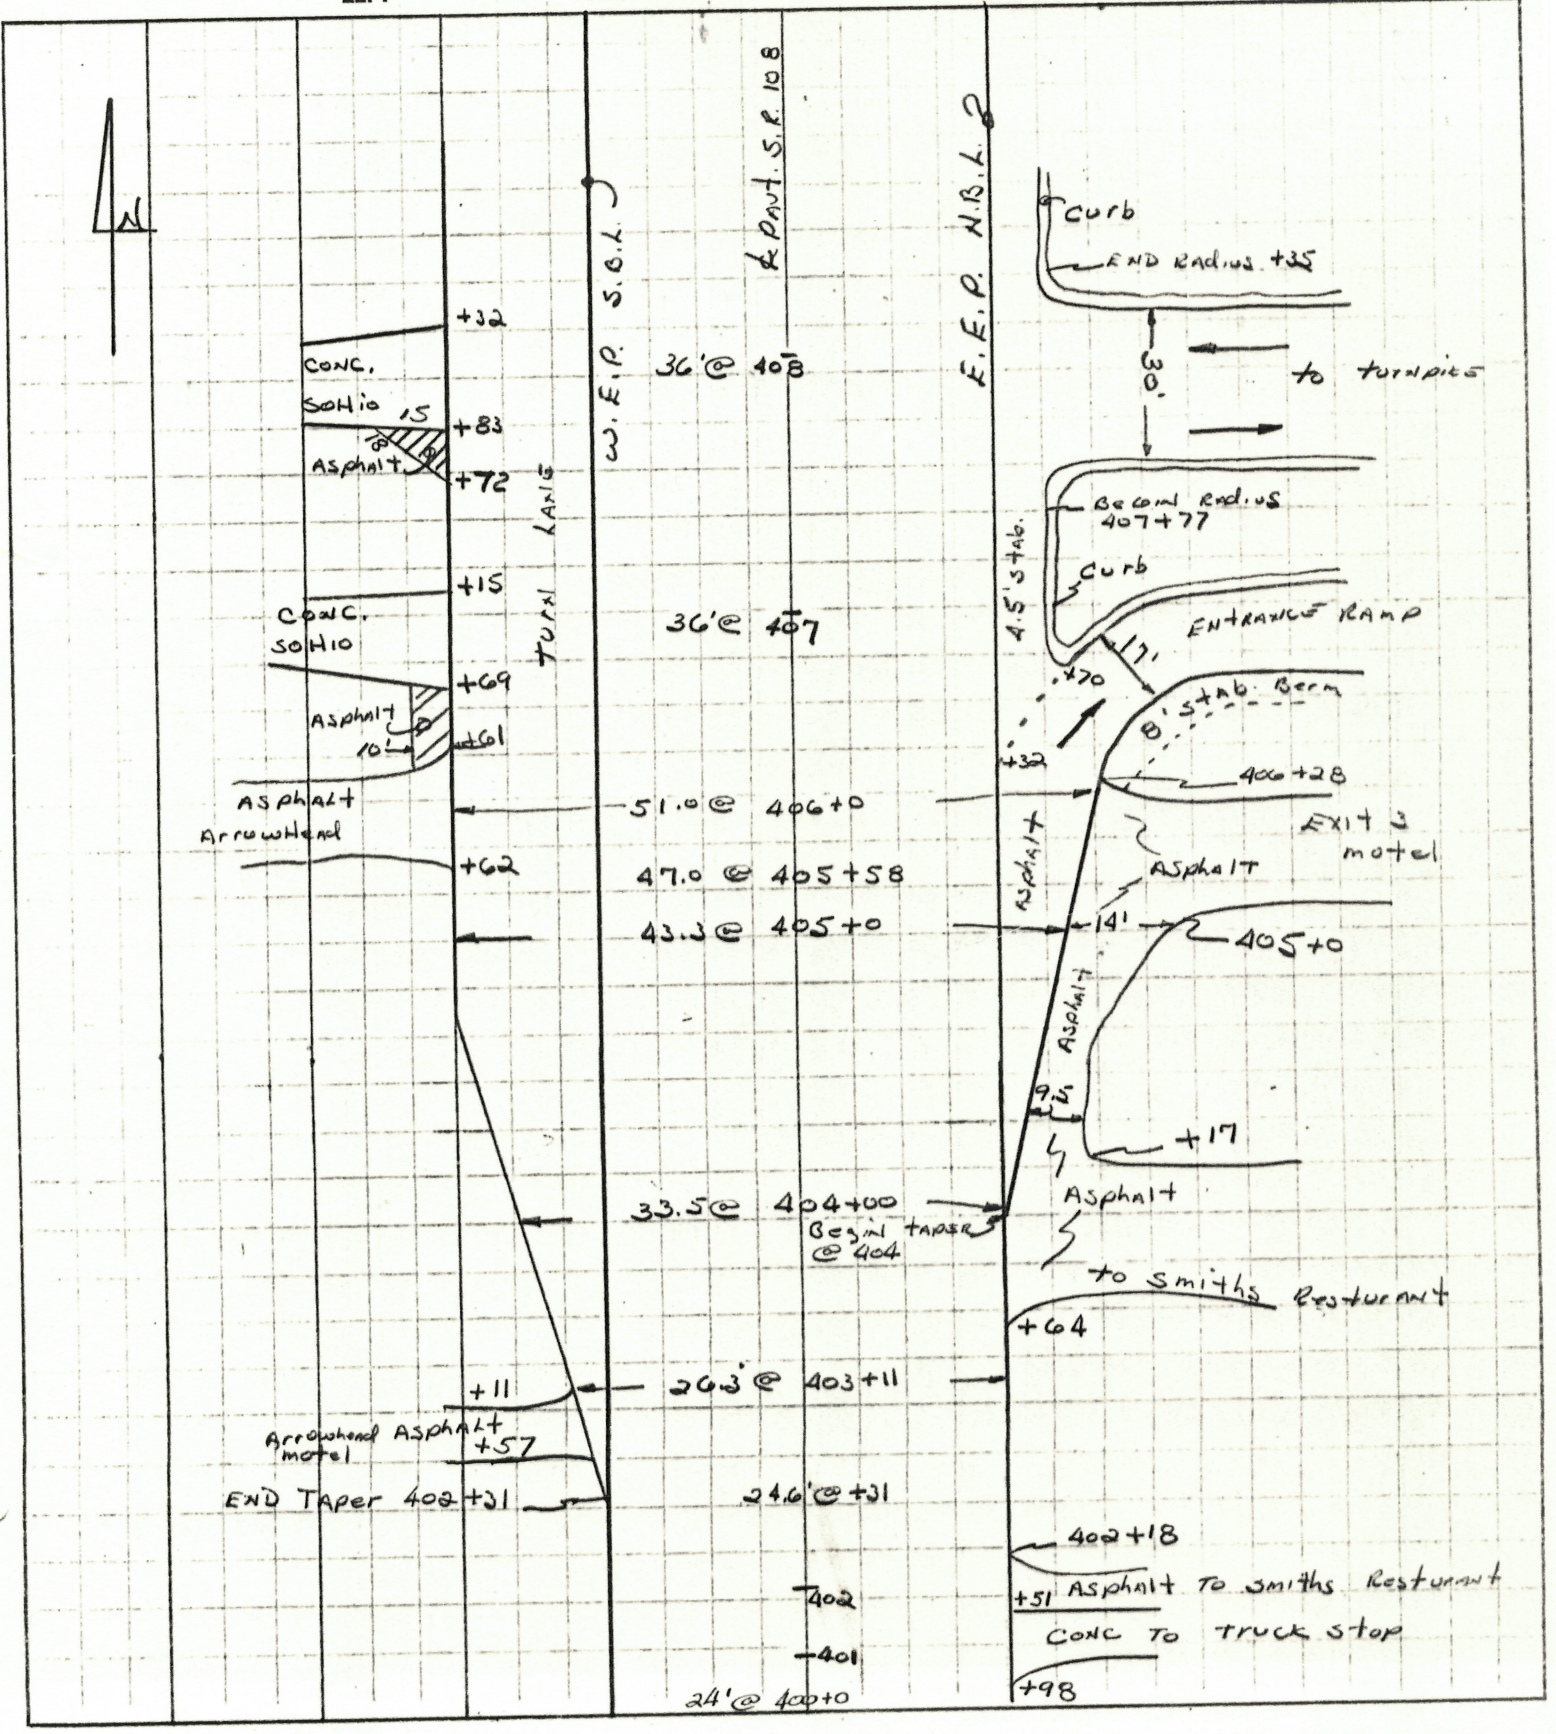 N
W. E.P. S.B.L.
℄ PAVT. S.R. 108
E.E.P. N.B.L.
Curb
END Radius +35
+32
CONC.
SOHiO
15
+83
Asphalt
+72
36'@ 408
30'
to turnpike
TURN LANE
4.5' Stab.
Begin Radius
407+77
Curb
+15
CONC.
SOHIO
36'@ 407
ENTRANCE RAMP
17'
+70
+69
Asphalt
10'
+61
8' Stab. Berm
+32
406+28
ASPhALt
Arrowhead
51.0 @ 406+0
Exit 3
motel
Asphalt
Asphalt
+62
47.0 @ 405+58
43.3 @ 405+0
14'
405+0
Asphalt
9.5'
+17
33.5 @ 404+00
Begin taper
@ 404
Asphalt
to Smiths Resturant
+64
+11
26.3' @ 403+11
Arrowhead Asphalt
motel
+57
END Taper 402+31
24.6'@ +31
402+18
402
+51 Asphalt To Smiths Resturant
CONC To truck stop
401
24'@ 400+0
+98